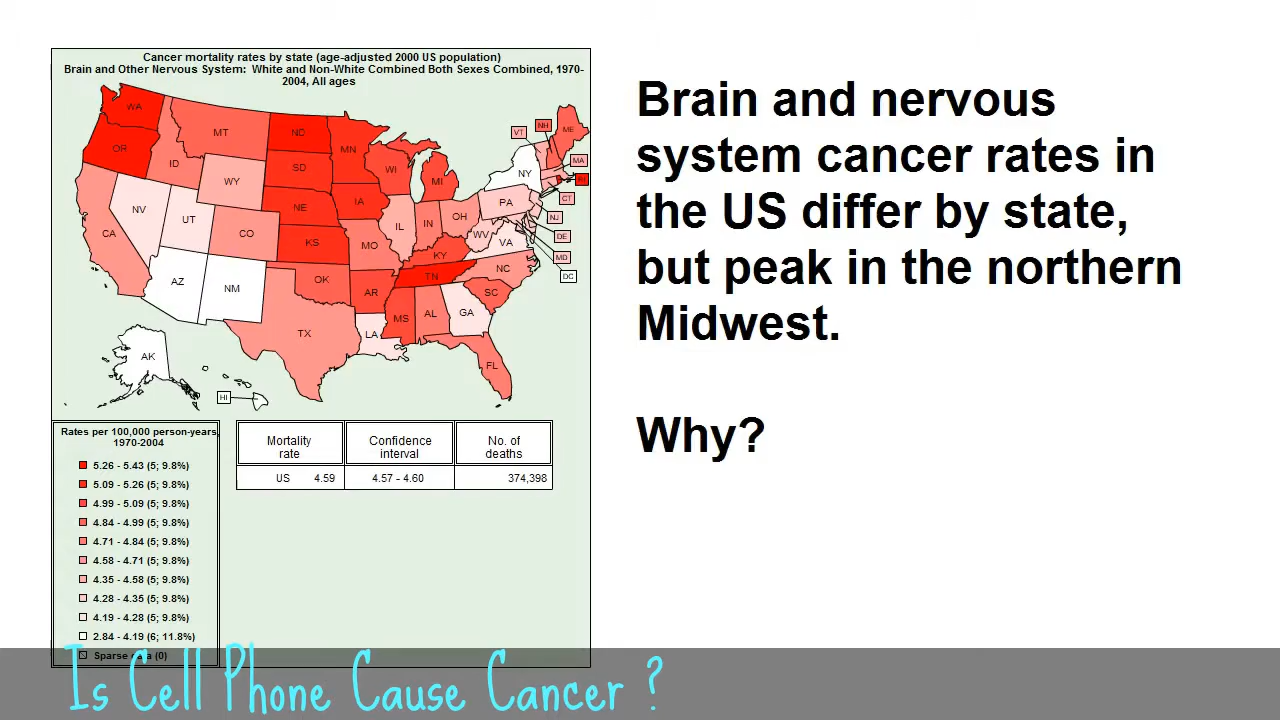 Cancer mortality rates by state (age-adjusted 2000 US population)
Brain and Other Nervous System: White and Non-White Combined Both Sexes Combined, 1970-
2004, All ages
WA
OR
MT
ID
WY
ND
SD
NE
KS
MN
IA
WI
MI
VT
NH
ME
MA
RI
CT
NJ
DE
MD
DC
NY
PA
NV
UT
CO
CA
AZ
NM
MO
IL
IN
OH
WV
VA
KY
TN
NC
SC
OK
AR
MS
AL
GA
LA
TX
FL
AK
HI
Rates per 100,000 person-years,
1970-2004
5.26 - 5.43 (5; 9.8%)
5.09 - 5.26 (5; 9.8%)
4.99 - 5.09 (5; 9.8%)
4.84 - 4.99 (5; 9.8%)
4.71 - 4.84 (5; 9.8%)
4.58 - 4.71 (5; 9.8%)
4.35 - 4.58 (5; 9.8%)
4.28 - 4.35 (5; 9.8%)
4.19 - 4.28 (5; 9.8%)
2.84 - 4.19 (6; 11.8%)
Sparse data (0)
Mortality
rate
Confidence
interval
No. of
deaths
US 4.59 4.57 - 4.60 374,398
Brain and nervous
system cancer rates in
the US differ by state,
but peak in the northern
Midwest.
Why?
Is Cell Phone Cause Cancer ?